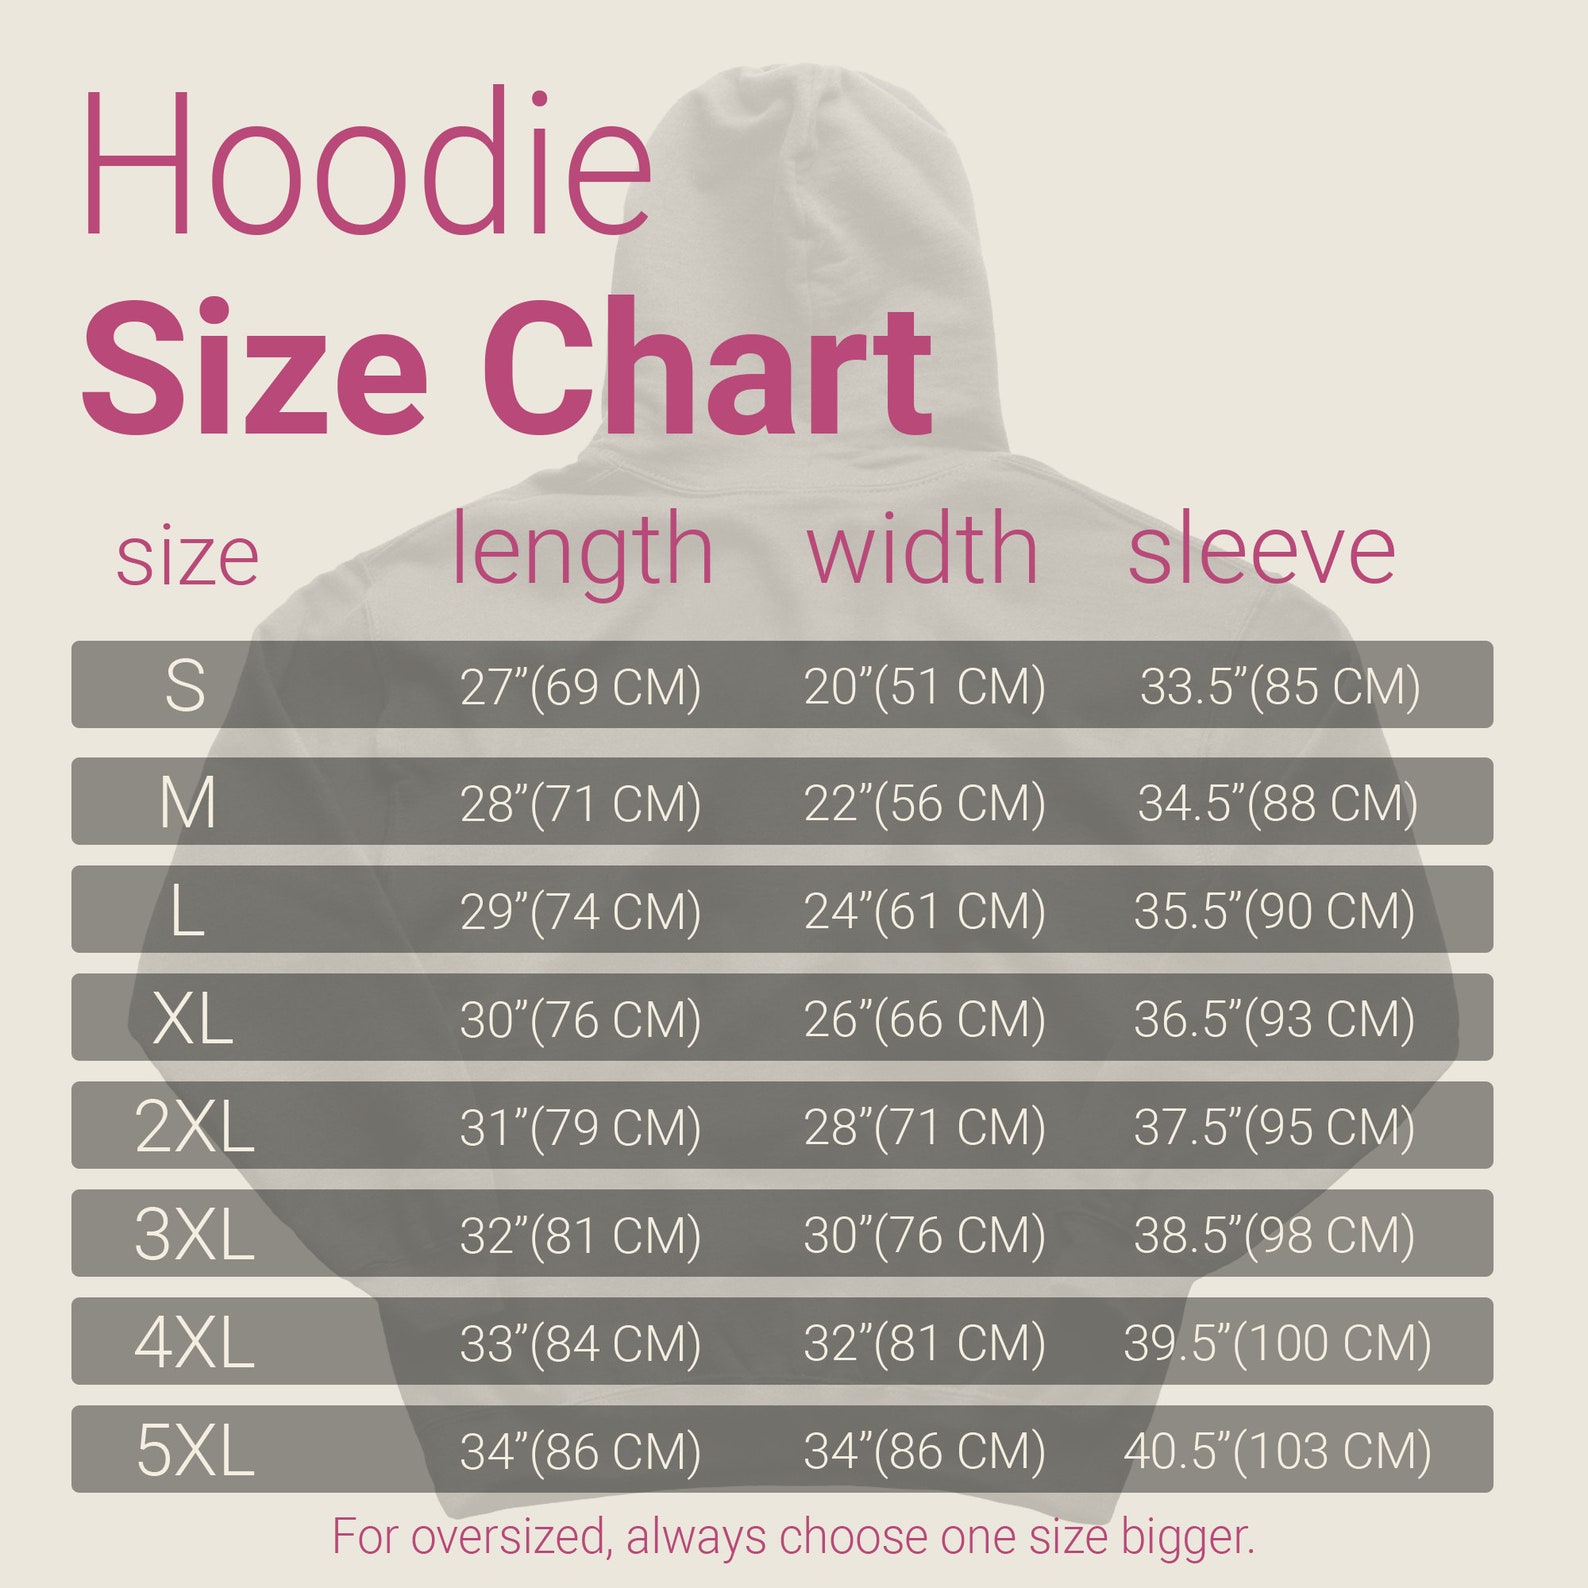 Hoodie
Size Chart
size length width sleeve
S 27”(69 CM) 20”(51 CM) 33.5”(85 CM)
M 28”(71 CM) 22”(56 CM) 34.5”(88 CM)
L 29”(74 CM) 24”(61 CM) 35.5”(90 CM)
XL 30”(76 CM) 26”(66 CM) 36.5”(93 CM)
2XL 31”(79 CM) 28”(71 CM) 37.5”(95 CM)
3XL 32”(81 CM) 30”(76 CM) 38.5”(98 CM)
4XL 33”(84 CM) 32”(81 CM) 39.5”(100 CM)
5XL 34”(86 CM) 34”(86 CM) 40.5”(103 CM)
For oversized, always choose one size bigger.